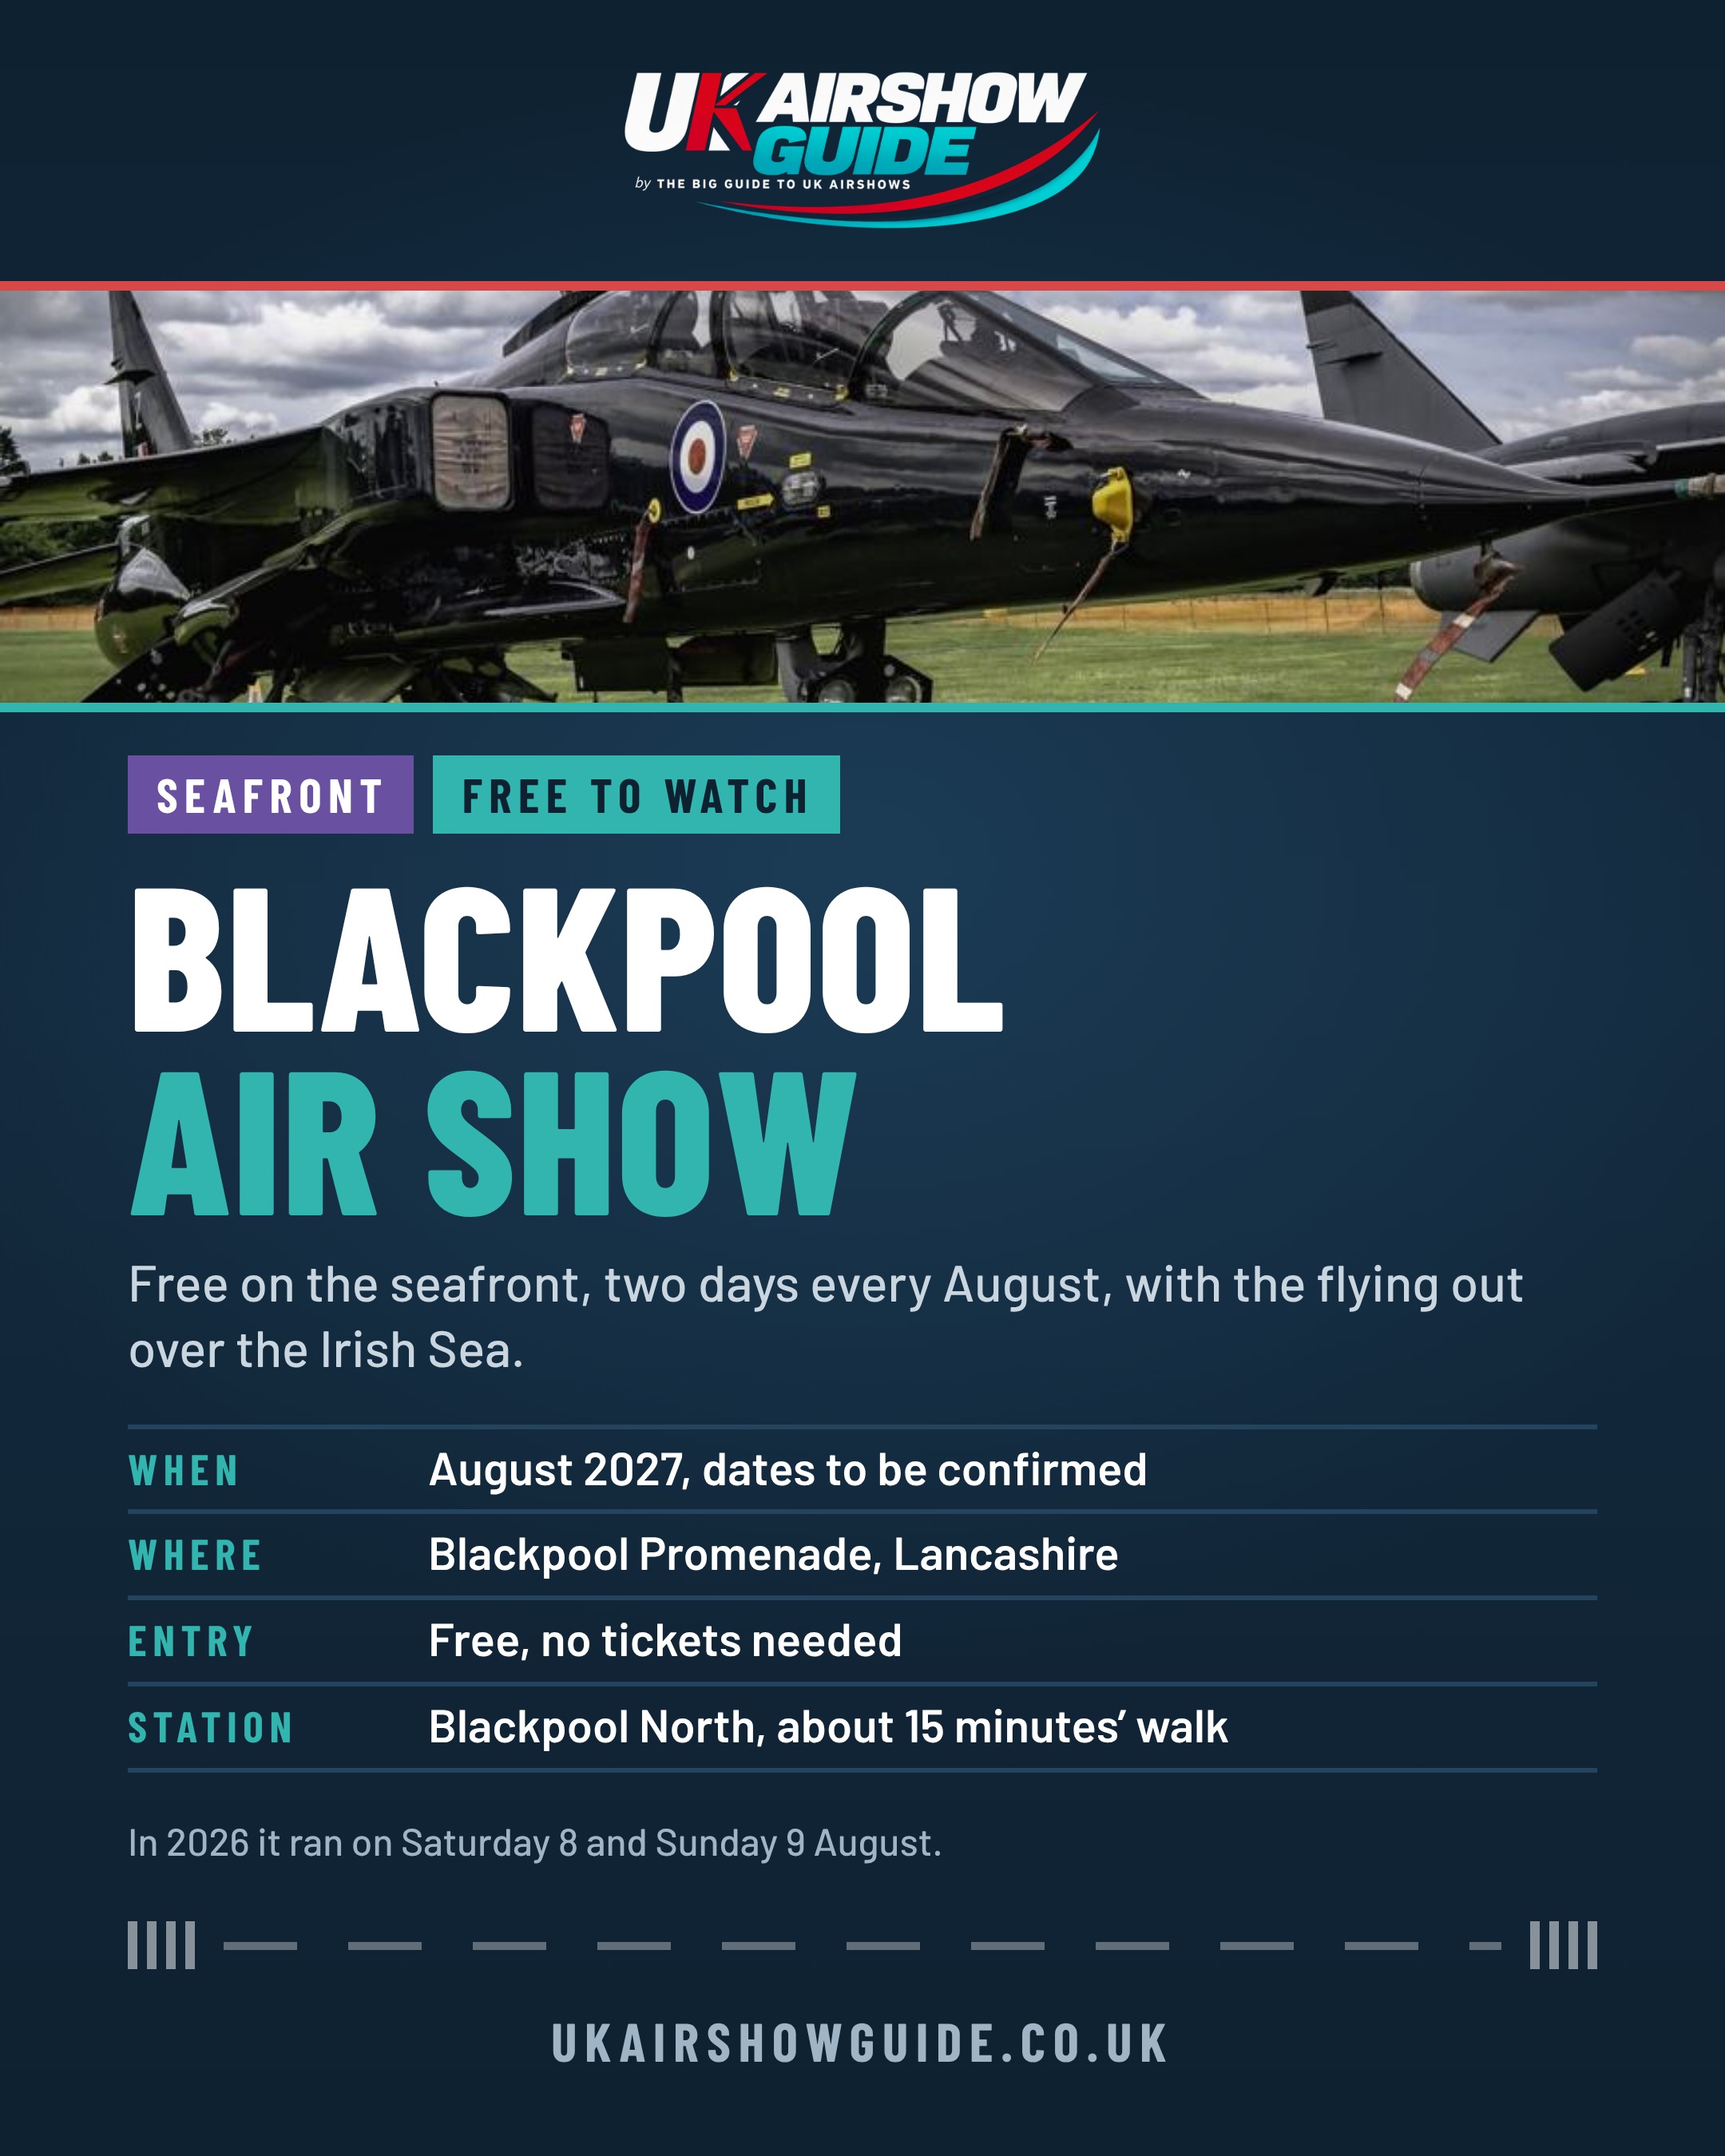 UK AIRSHOW
GUIDE
by THE BIG GUIDE TO UK AIRSHOWS
SEAFRONT
FREE TO WATCH
BLACKPOOL
AIR SHOW
Free on the seafront, two days every August, with the flying out
over the Irish Sea.
WHEN August 2027, dates to be confirmed
WHERE Blackpool Promenade, Lancashire
ENTRY Free, no tickets needed
STATION Blackpool North, about 15 minutes’ walk
In 2026 it ran on Saturday 8 and Sunday 9 August.
UKAIRSHOWGUIDE.CO.UK